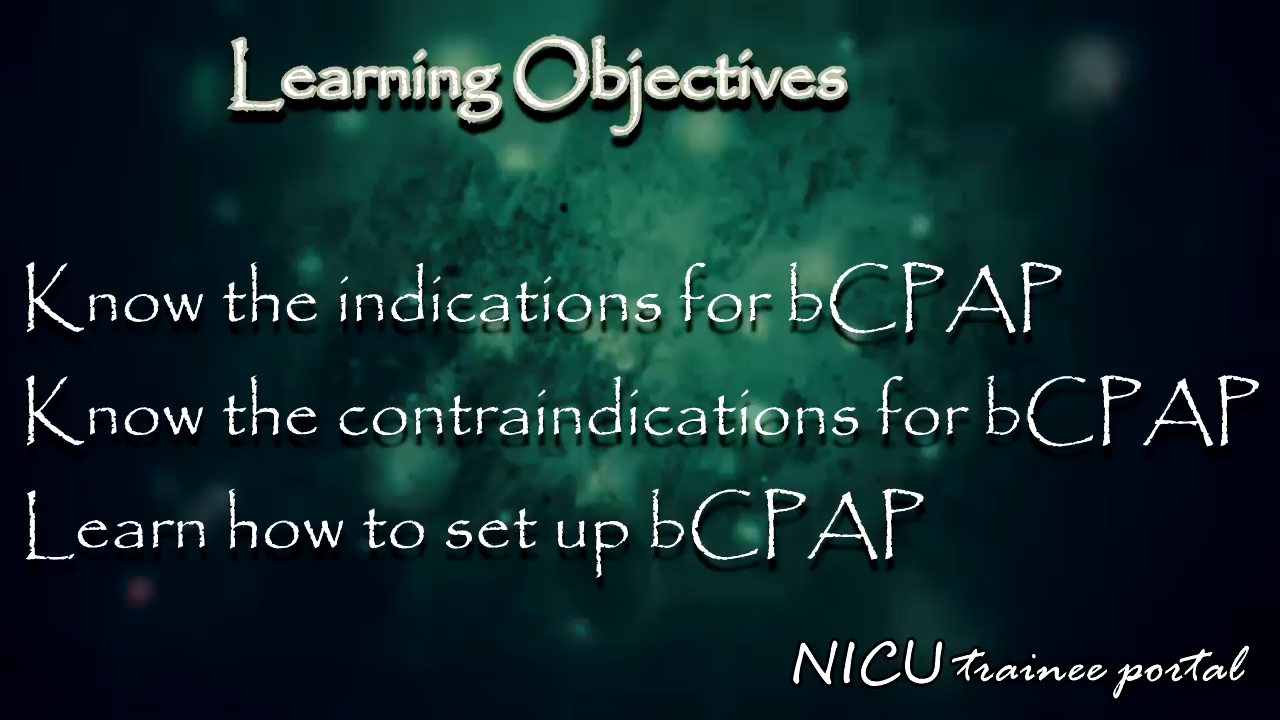 Learning Objectives
Know the indications for bCPAP
Know the contraindications for bCPAP
Learn how to set up bCPAP
NICU trainee portal